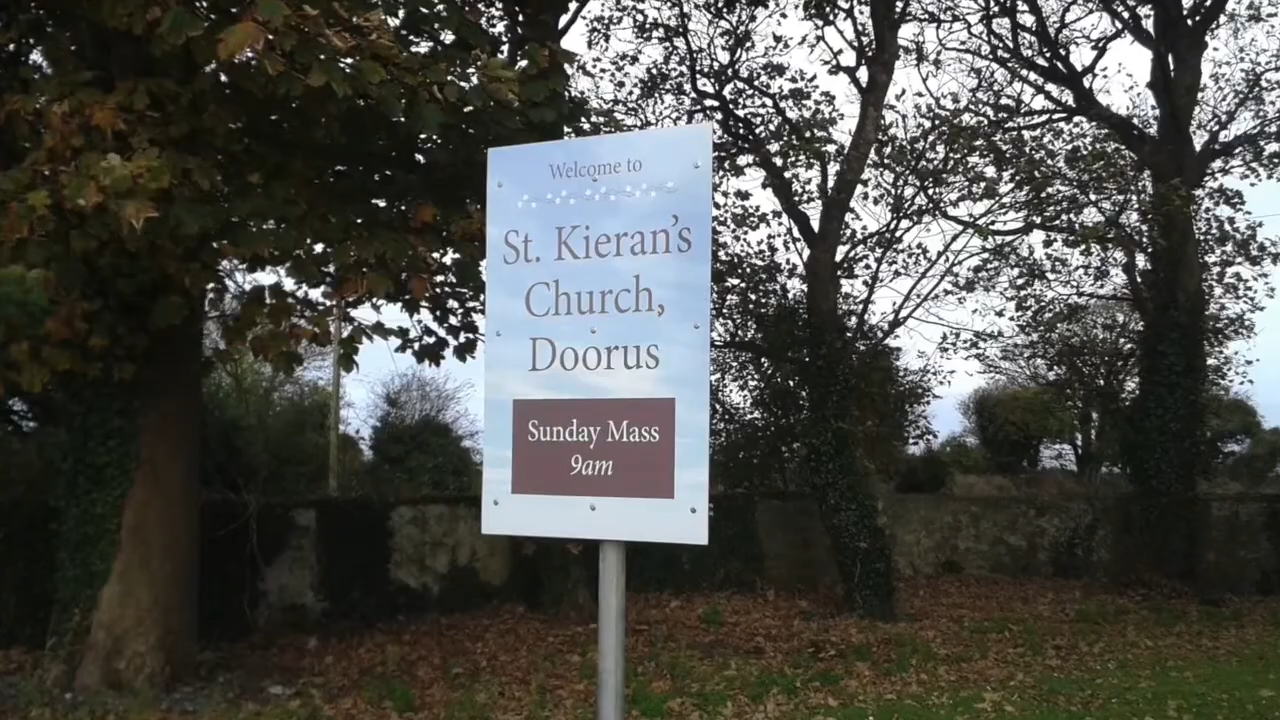 Welcome to
St. Kieran's
Church,
Doorus
Sunday Mass
9am